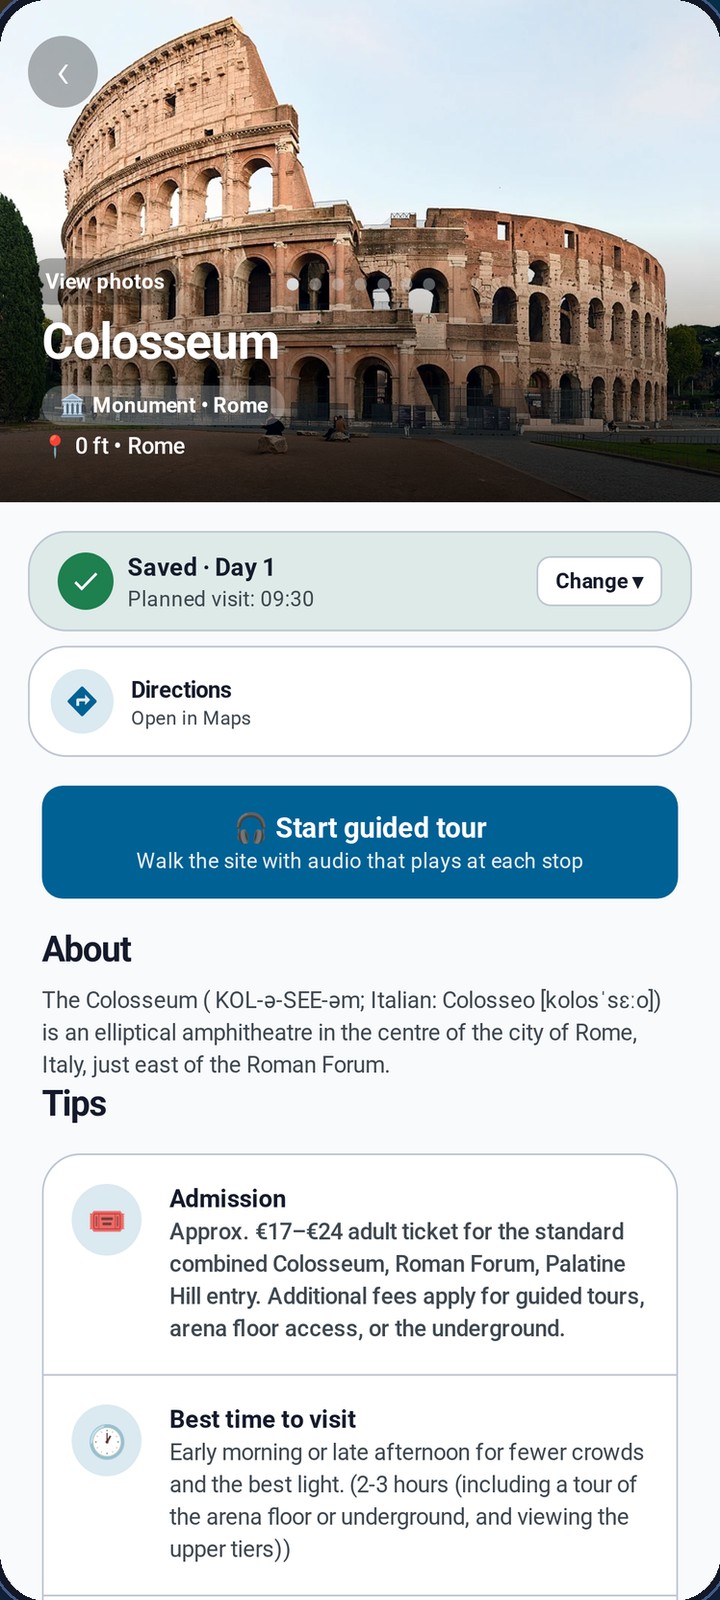 View photos
Colosseum
🏛️ Monument • Rome
📍 0 ft • Rome
Saved · Day 1
Planned visit: 09:30
Change ▾
Directions
Open in Maps
🎧 Start guided tour
Walk the site with audio that plays at each stop
About
The Colosseum ( KOL-ə-SEE-əm; Italian: Colosseo [kolosˈsɛːo])
is an elliptical amphitheatre in the centre of the city of Rome,
Italy, just east of the Roman Forum.
Tips
Admission
Approx. €17–€24 adult ticket for the standard
combined Colosseum, Roman Forum, Palatine
Hill entry. Additional fees apply for guided tours,
arena floor access, or the underground.
Best time to visit
Early morning or late afternoon for fewer crowds
and the best light. (2-3 hours (including a tour of
the arena floor or underground, and viewing the
upper tiers))